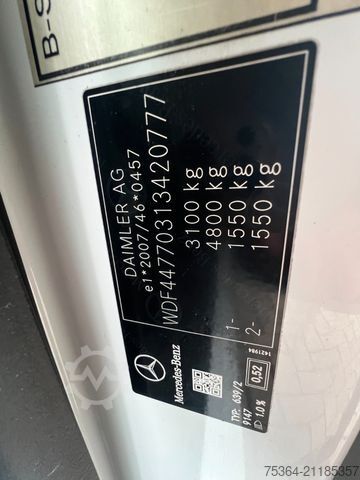 B-S
DAIMLER AG
e1*2007/46*0457
WDF44770313420777
3100 kg
4800 kg
1- 1550 kg
2- 1550 kg
Mercedes-Benz
TYP: 639/2
9147 0,52
1.0%
1421984
75364-21185357